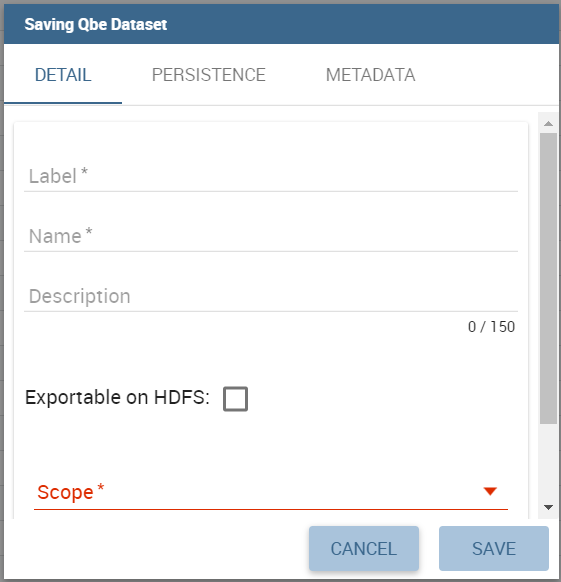 Saving Qbe Dataset
DETAIL PERSISTENCE METADATA
Label *
Name *
Description
0 / 150
Exportable on HDFS:
Scope *
CANCEL SAVE